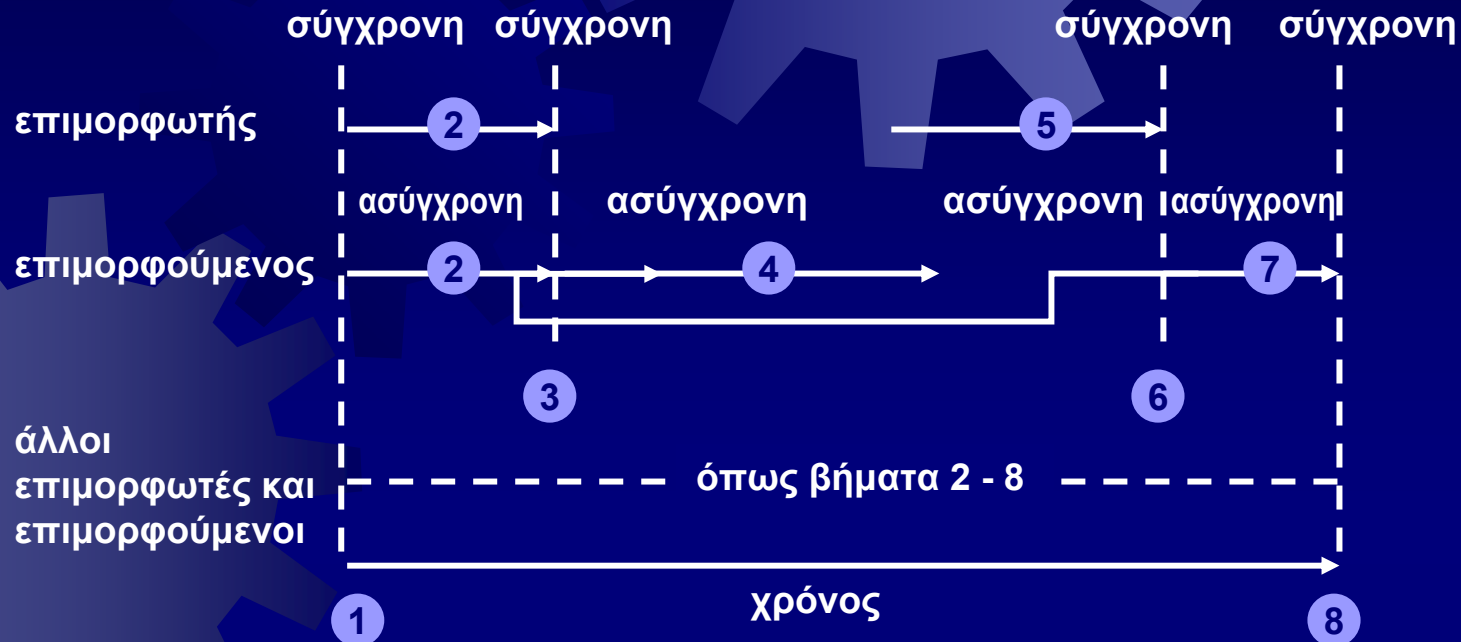 σύγχρονη σύγχρονη σύγχρονη σύγχρονη
επιμορφωτής 2 5
ασύγχρονη ασύγχρονη ασύγχρονη ασύγχρονη
επιμορφούμενος 2 4 7
3 6
άλλοι
επιμορφωτές και
επιμορφούμενοι
όπως βήματα 2 - 8
χρόνος
1 8